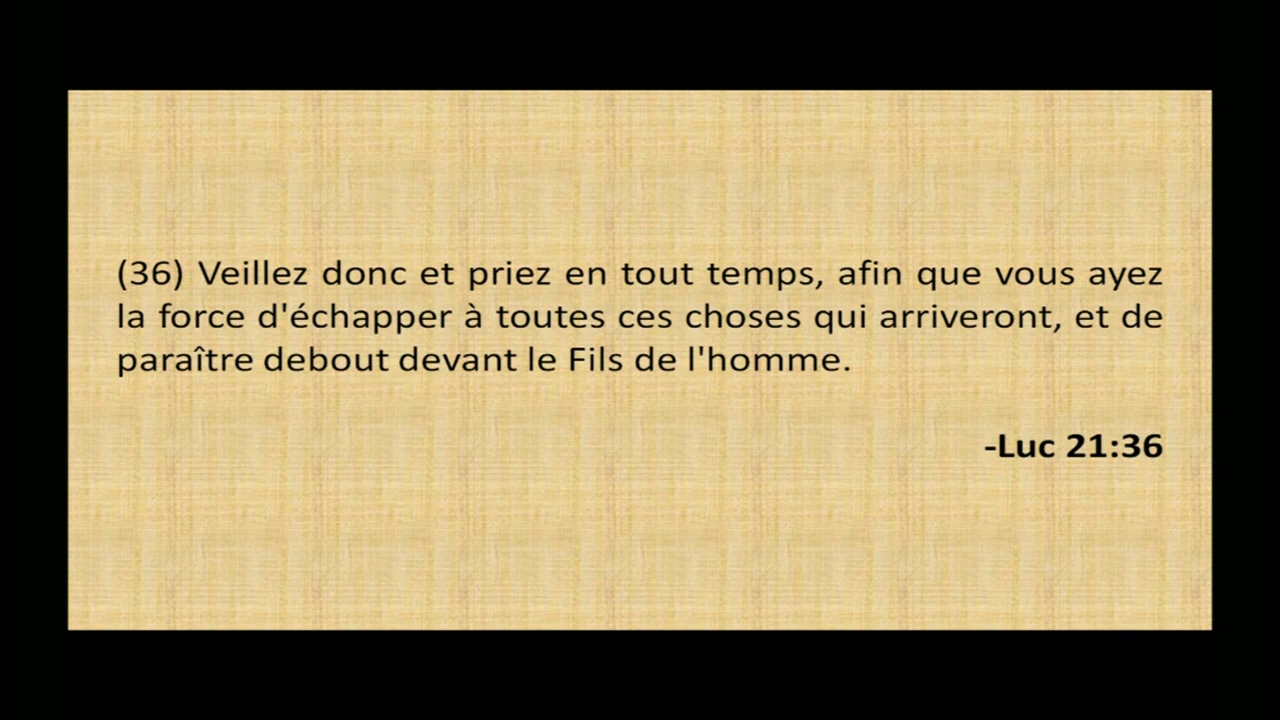 (36) Veillez donc et priez en tout temps, afin que vous ayez
la force d'échapper à toutes ces choses qui arriveront, et de
paraître debout devant le Fils de l'homme.
-Luc 21:36